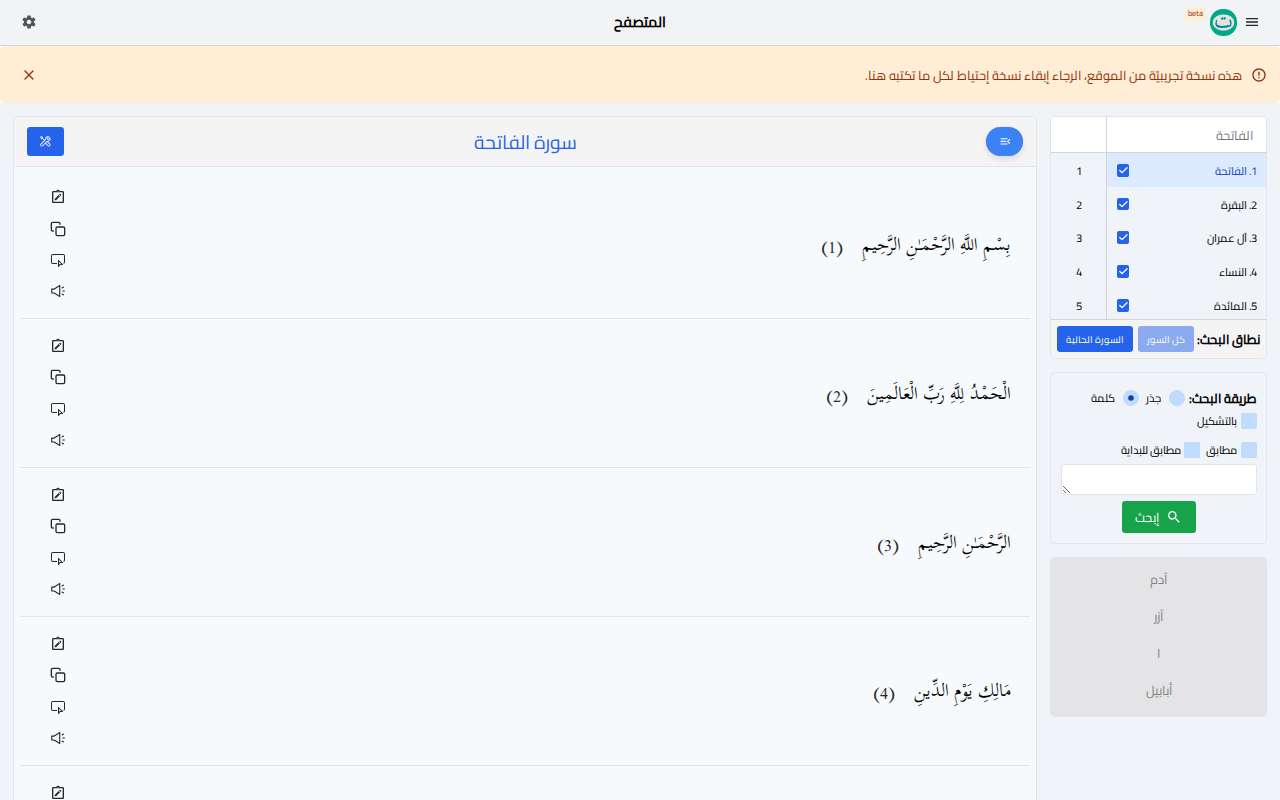 beta
المتصفح
هذه نسخة تجريبيّة من الموقع، الرجاء إبقاء نسخة إحتياط لكل ما تكتبه هنا.
الفاتحة
1. الفاتحة 1
2. البقرة 2
3. آل عمران 3
4. النساء 4
5. المائدة 5
نطاق البحث: كل السور السورة الحالية
طريقة البحث: جذر كلمة
بالتشكيل
مطابق مطابق للبداية
إبحث
آدم
آزر
ا
أبابيل
سورة الفاتحة
بِسْمِ اللَّهِ الرَّحْمَـٰنِ الرَّحِيمِ (1)
الْحَمْدُ لِلَّهِ رَبِّ الْعَالَمِينَ (2)
الرَّحْمَـٰنِ الرَّحِيمِ (3)
مَالِكِ يَوْمِ الدِّينِ (4)